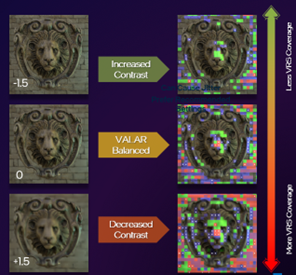 Increased
Contrast
-1.5
Less VRS Coverage
VALAR
Balanced
0
More VRS Coverage
Decreased
Contrast
+1.5